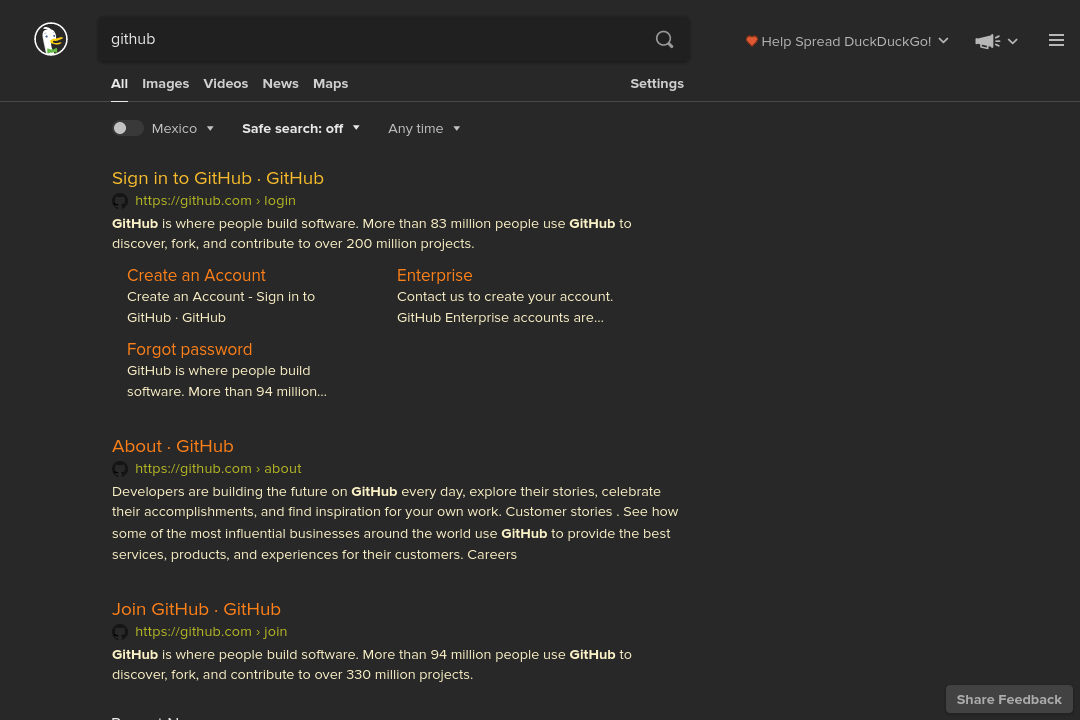 github
Help Spread DuckDuckGo!
All Images Videos News Maps Settings
Mexico Safe search: off Any time
Sign in to GitHub · GitHub
https://github.com › login
GitHub is where people build software. More than 83 million people use GitHub to
discover, fork, and contribute to over 200 million projects.
Create an Account
Create an Account - Sign in to
GitHub · GitHub
Enterprise
Contact us to create your account.
GitHub Enterprise accounts are...
Forgot password
GitHub is where people build
software. More than 94 million...
About · GitHub
https://github.com › about
Developers are building the future on GitHub every day, explore their stories, celebrate
their accomplishments, and find inspiration for your own work. Customer stories . See how
some of the most influential businesses around the world use GitHub to provide the best
services, products, and experiences for their customers. Careers
Join GitHub · GitHub
https://github.com › join
GitHub is where people build software. More than 94 million people use GitHub to
discover, fork, and contribute to over 330 million projects.
Share Feedback